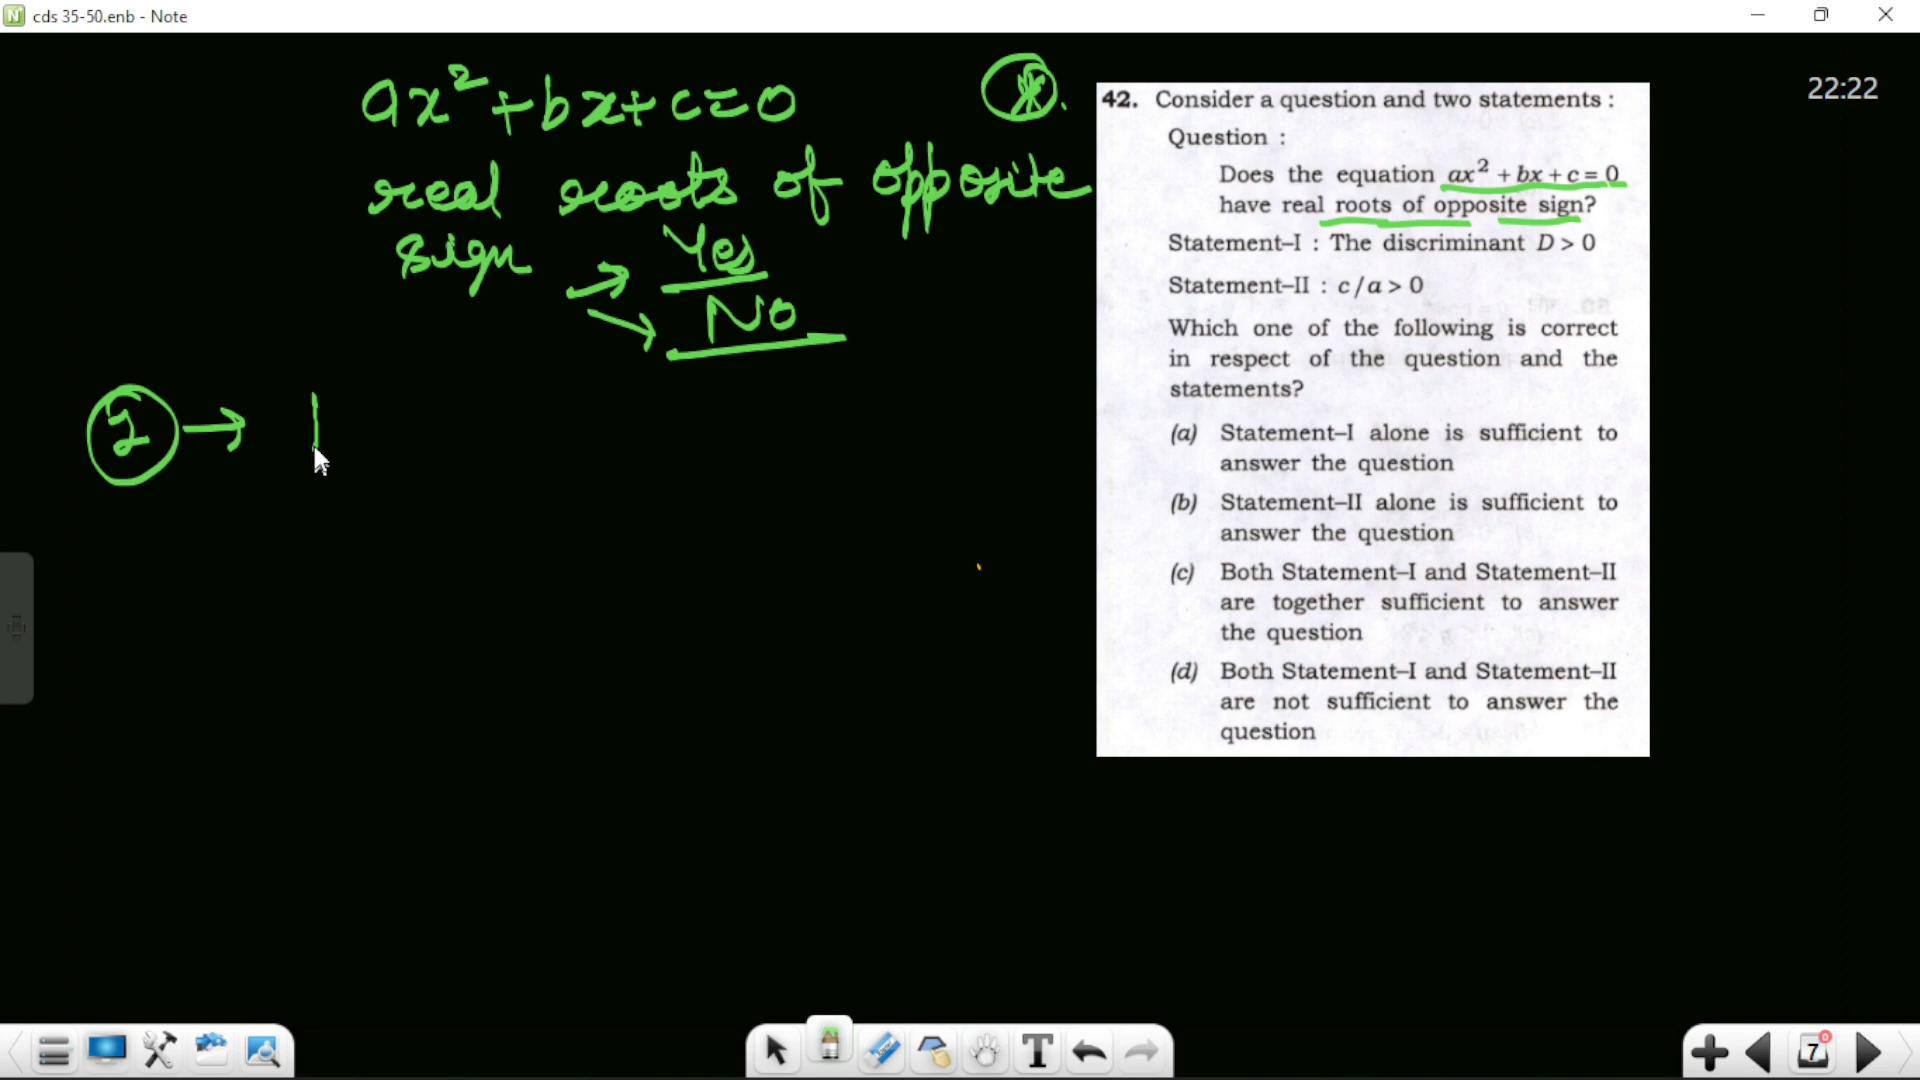 cds 35-50.enb - Note
ax²+bx+c=0
real roots of opposite
sign → Yes
→ No
I →
42. Consider a question and two statements :
Question :
Does the equation ax² + bx + c = 0
have real roots of opposite sign?
Statement–I : The discriminant D > 0
Statement–II : c/a > 0
Which one of the following is correct
in respect of the question and the
statements?
(a) Statement–I alone is sufficient to
answer the question
(b) Statement–II alone is sufficient to
answer the question
(c) Both Statement–I and Statement–II
are together sufficient to answer
the question
(d) Both Statement–I and Statement–II
are not sufficient to answer the
question
22:22
T
7
0